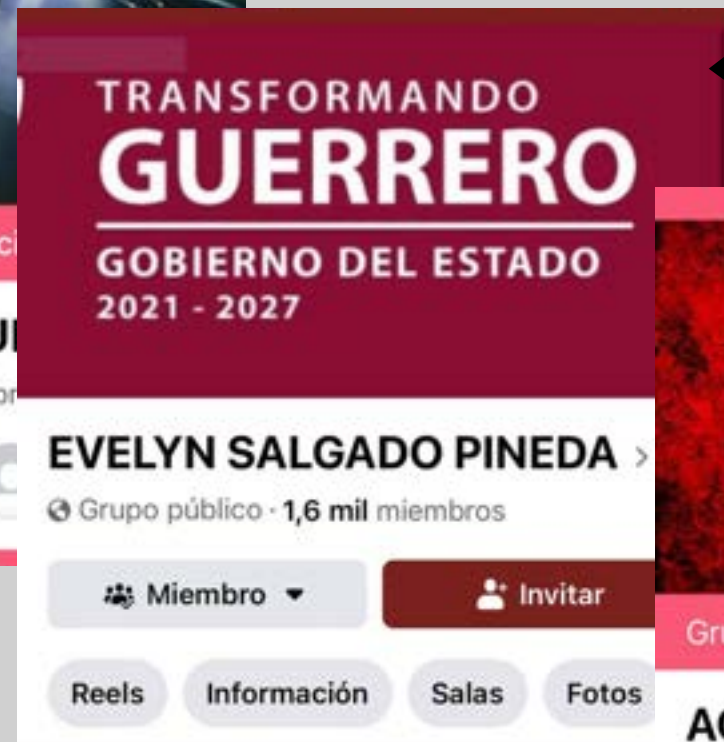 TRANSFORMANDO
GUERRERO
GOBIERNO DEL ESTADO
2021 - 2027
EVELYN SALGADO PINEDA >
Grupo público · 1,6 mil miembros
Miembro
Invitar
Reels
Información
Salas
Fotos